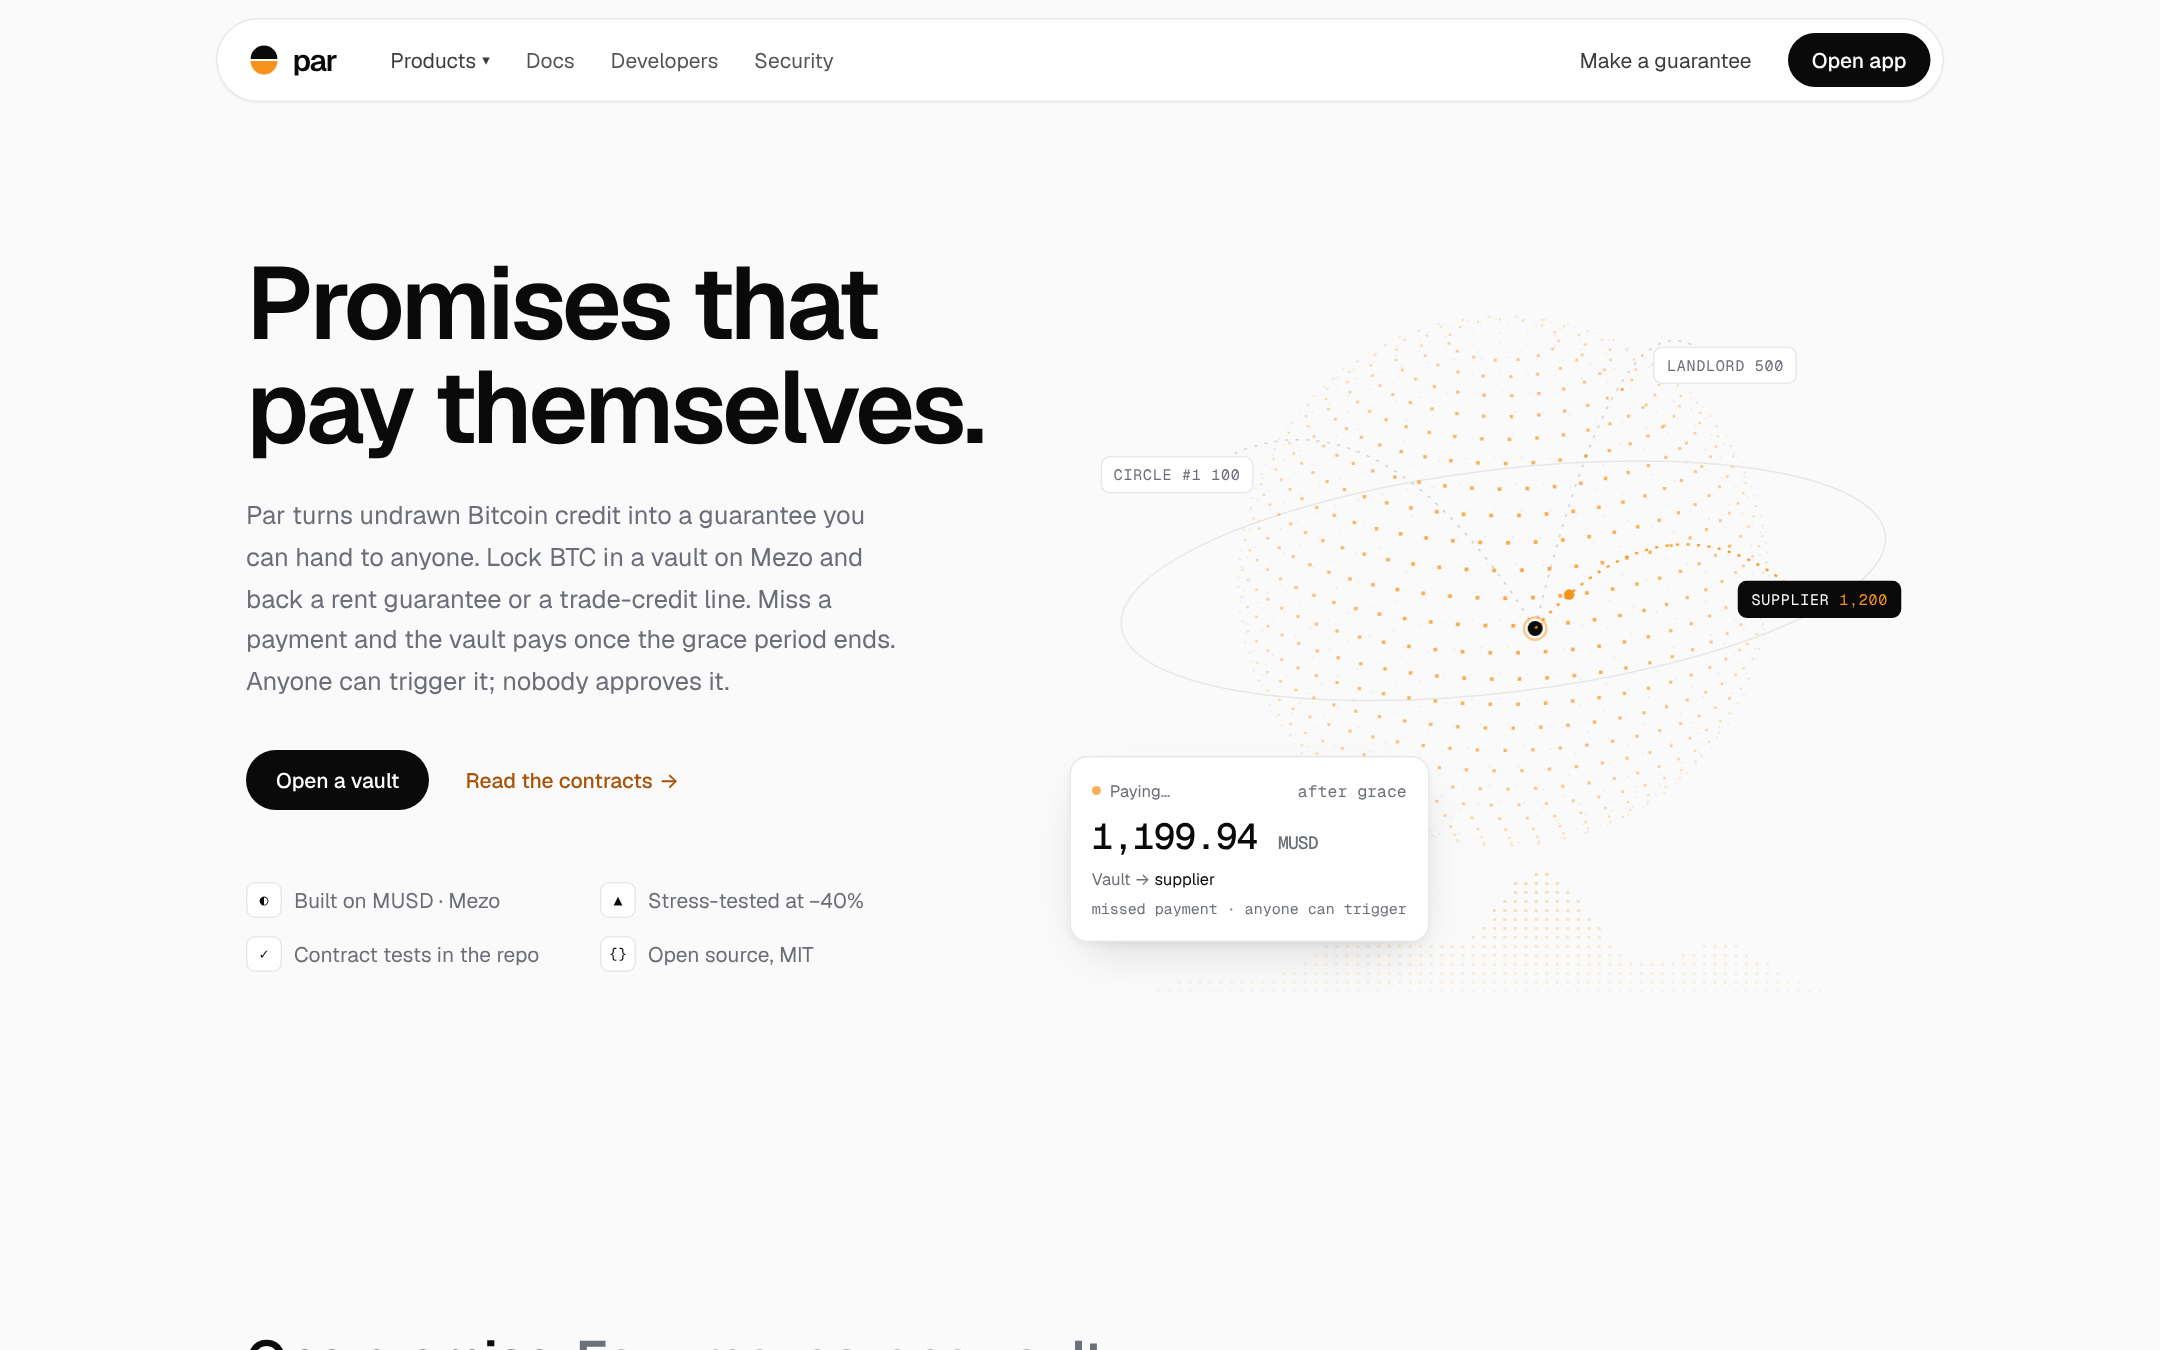 par
Products ▾
Docs
Developers
Security
Make a guarantee
Open app
Promises that
pay themselves.
Par turns undrawn Bitcoin credit into a guarantee you
can hand to anyone. Lock BTC in a vault on Mezo and
back a rent guarantee or a trade-credit line. Miss a
payment and the vault pays once the grace period ends.
Anyone can trigger it; nobody approves it.
Open a vault
Read the contracts →
Built on MUSD · Mezo
Stress-tested at −40%
✓ Contract tests in the repo
{} Open source, MIT
LANDLORD 500
CIRCLE #1 100
SUPPLIER 1,200
Paying…
after grace
1,199.94 MUSD
Vault → supplier
missed payment · anyone can trigger